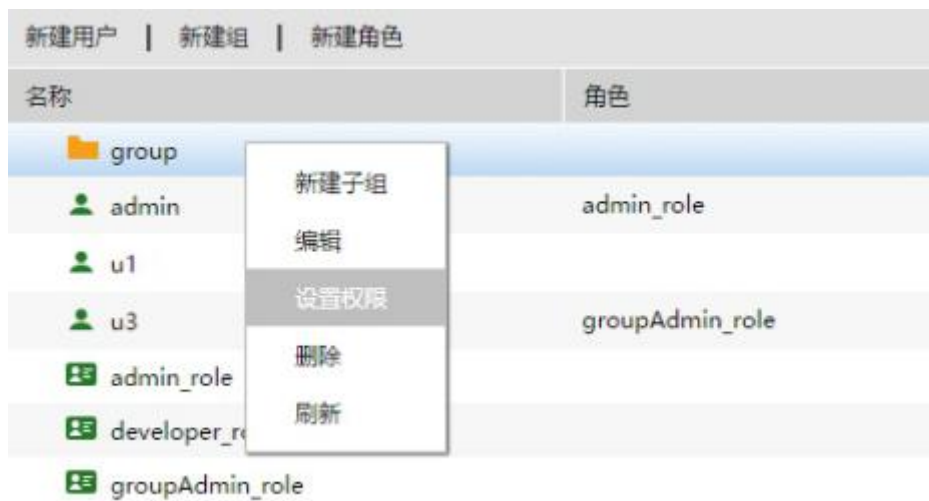 新建用户 | 新建组 | 新建角色
名称 角色
group
新建子组
admin admin_role
编辑
u1
设置权限
u3 groupAdmin_role
删除
admin_role
刷新
developer_r
groupAdmin_role